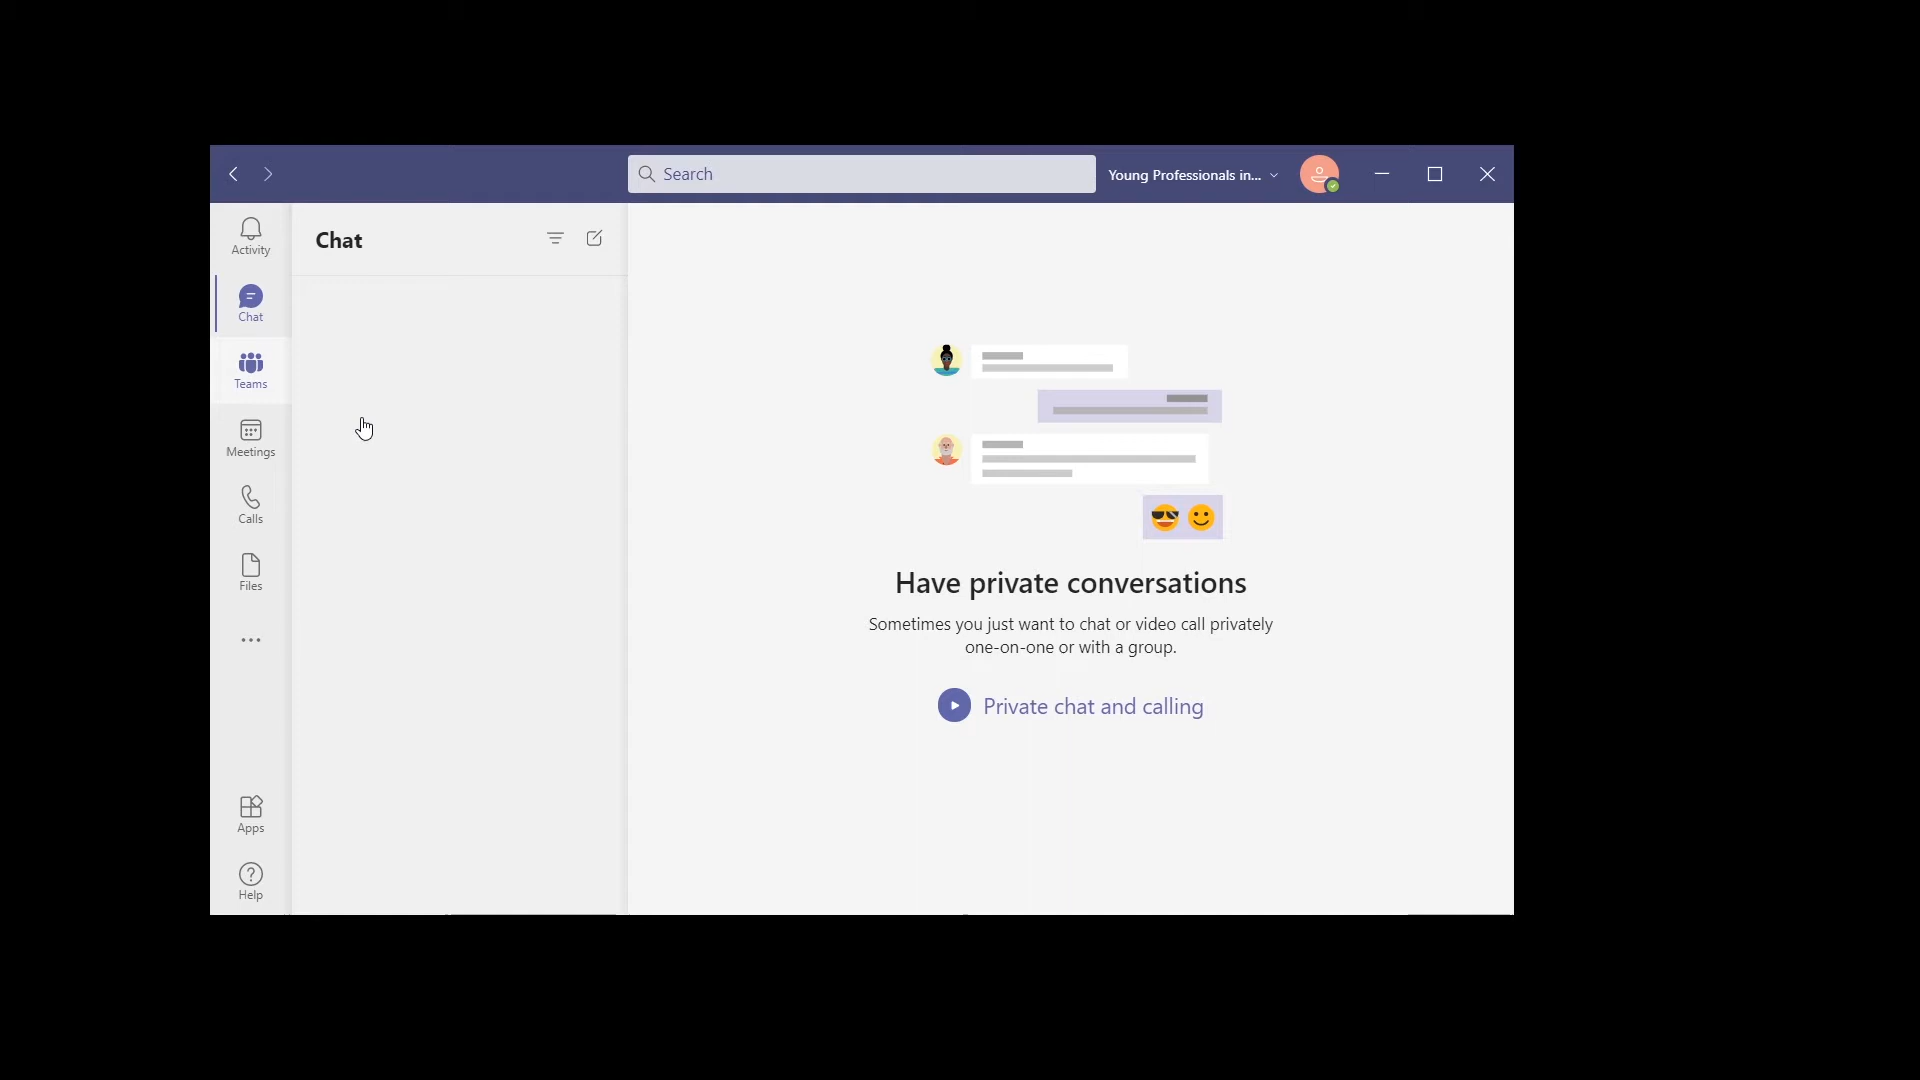 Search
Young Professionals in...
Activity
Chat
Chat
Teams
Meetings
Calls
Files
Apps
Help
Have private conversations
Sometimes you just want to chat or video call privately
one-on-one or with a group.
Private chat and calling